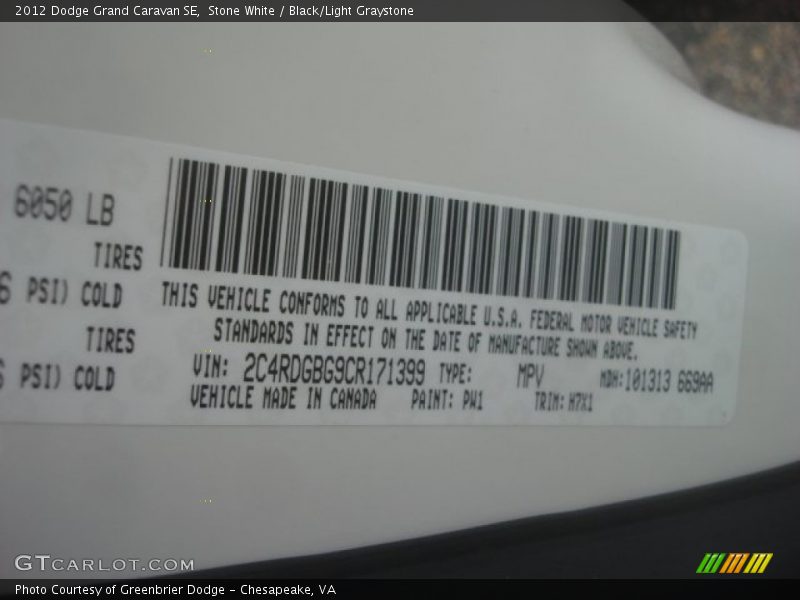 2012 Dodge Grand Caravan SE,  Stone White / Black/Light Graystone
6050 LB
TIRES
6 PSI) COLD
TIRES
PSI) COLD
THIS VEHICLE CONFORMS TO ALL APPLICABLE U.S.A. FEDERAL MOTOR VEHICLE SAFETY
STANDARDS IN EFFECT ON THE DATE OF MANUFACTURE SHOWN ABOVE.
VIN: 2C4RDGBG9CR171399 TYPE: MPV MDH:101313 669AA
VEHICLE MADE IN CANADA PAINT: PW1 TRIM: H7X1
GTCARLOT.COM
Photo Courtesy of Greenbrier Dodge - Chesapeake, VA